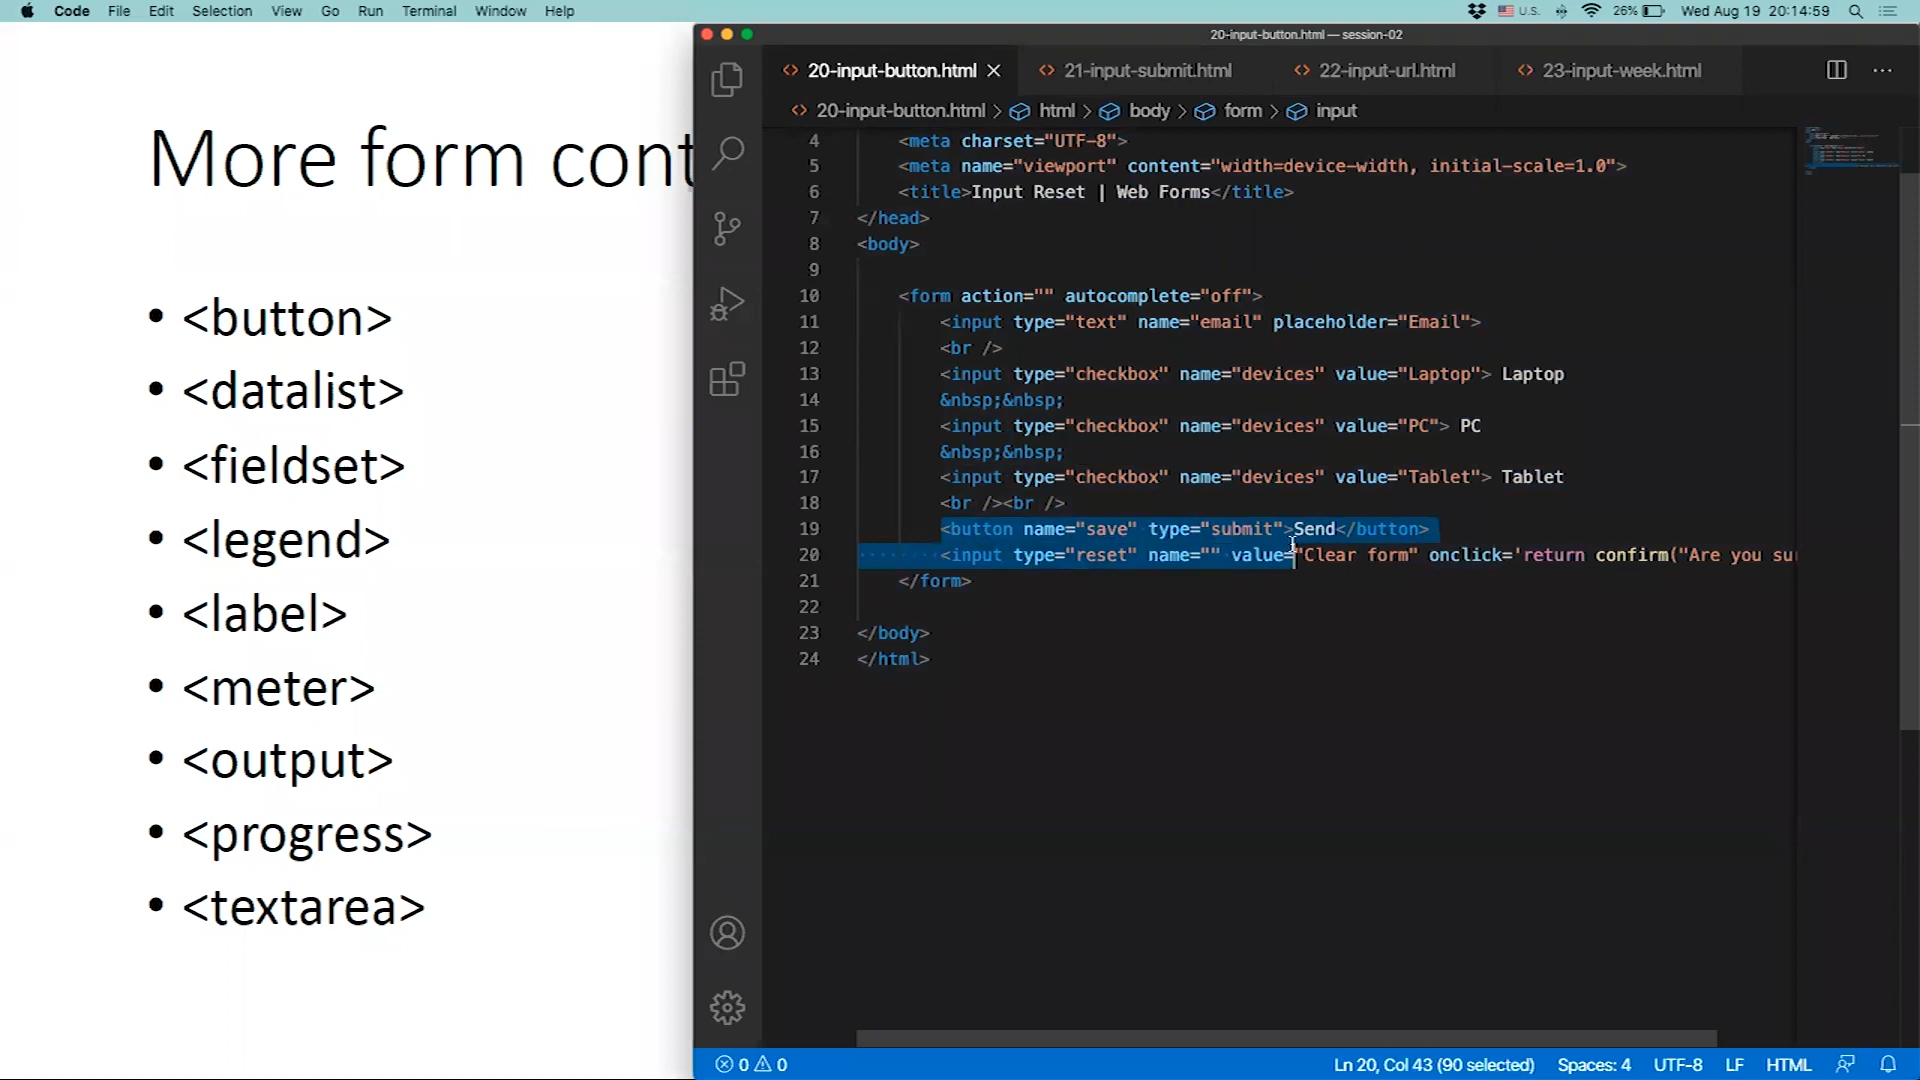 Code File Edit Selection View Go Run Terminal Window Help
U.S. 26% Wed Aug 19 20:14:59
20-input-button.html — session-02
20-input-button.html 21-input-submit.html 22-input-url.html 23-input-week.html
20-input-button.html > html > body > form > input
More form cont
• <button>
• <datalist>
• <fieldset>
• <legend>
• <label>
• <meter>
• <output>
• <progress>
• <textarea>
4 <meta charset="UTF-8">
5 <meta name="viewport" content="width=device-width, initial-scale=1.0">
6 <title>Input Reset | Web Forms</title>
7 </head>
8 <body>
9
10 <form action="" autocomplete="off">
11 <input type="text" name="email" placeholder="Email">
12 <br />
13 <input type="checkbox" name="devices" value="Laptop"> Laptop
14 &nbsp;&nbsp;
15 <input type="checkbox" name="devices" value="PC"> PC
16 &nbsp;&nbsp;
17 <input type="checkbox" name="devices" value="Tablet"> Tablet
18 <br /><br />
19 <button name="save" type="submit">Send</button>
20 <input type="reset" name="" value="Clear form" onclick='return confirm("Are you su
21 </form>
22
23 </body>
24 </html>
0 0
Ln 20, Col 43 (90 selected) Spaces: 4 UTF-8 LF HTML